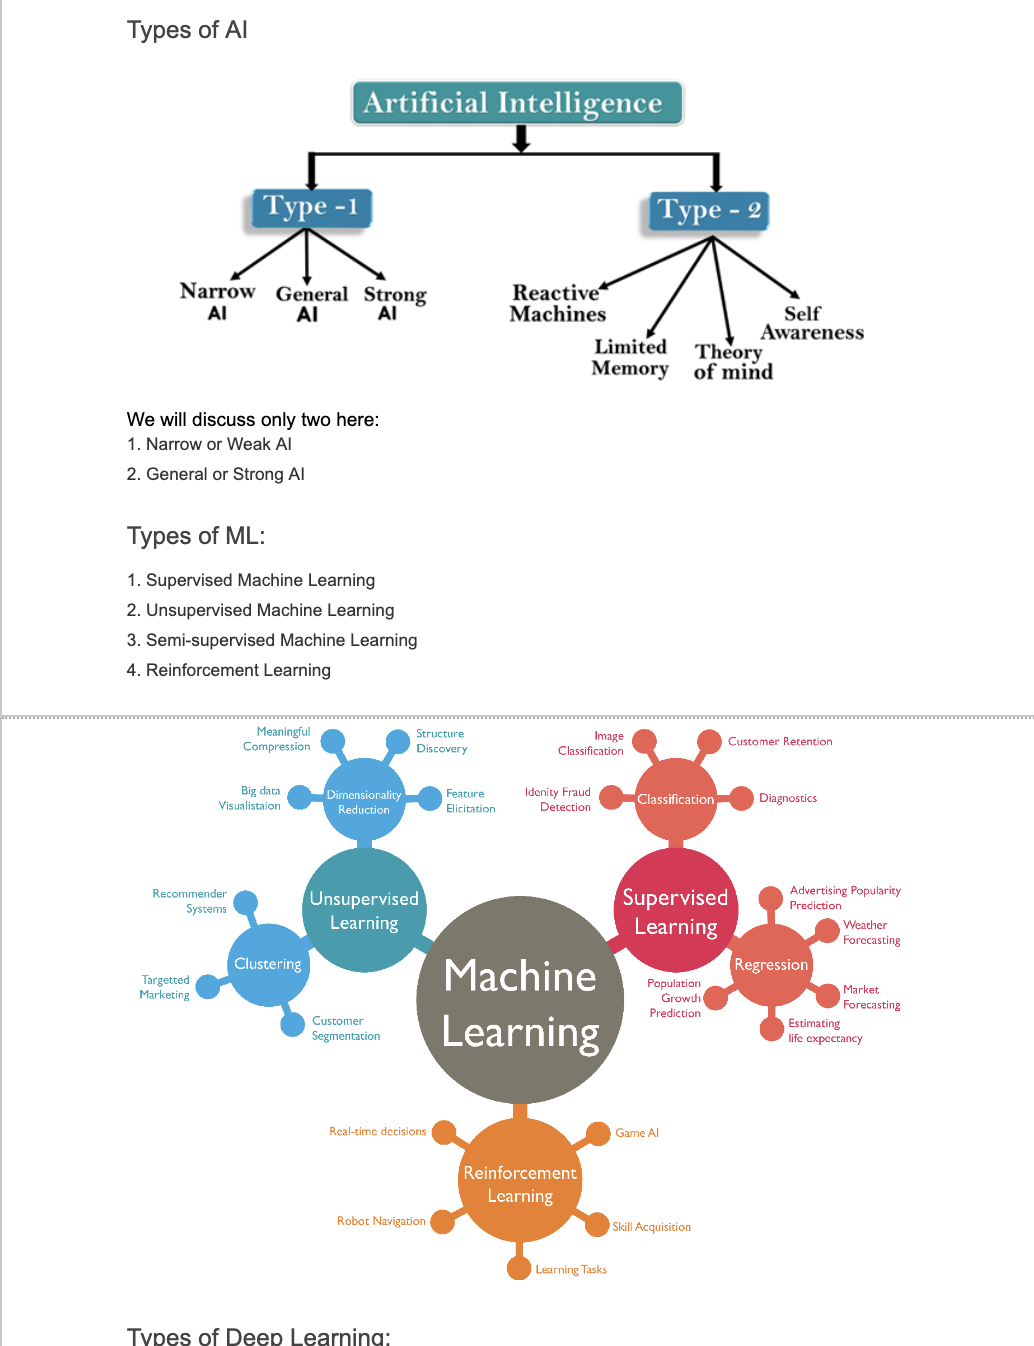 Types of AI
Artificial Intelligence
Type -1
Type - 2
Narrow
AI
General
AI
Strong
AI
Reactive
Machines
Limited
Memory
Theory
of mind
Self
Awareness
We will discuss only two here:
1. Narrow or Weak AI
2. General or Strong AI
Types of ML:
1. Supervised Machine Learning
2. Unsupervised Machine Learning
3. Semi-supervised Machine Learning
4. Reinforcement Learning
Meaningful
Compression
Structure
Discovery
Big data
Visualistaion
Dimensionality
Reduction
Feature
Elicitation
Unsupervised
Learning
Recommender
Systems
Clustering
Targetted
Marketing
Customer
Segmentation
Image
Classification
Customer Retention
Idenity Fraud
Detection
Classification
Diagnostics
Supervised
Learning
Advertising Popularity
Prediction
Weather
Forecasting
Regression
Population
Growth
Prediction
Market
Forecasting
Estimating
life expectancy
Machine
Learning
Real-time decisions
Game AI
Reinforcement
Learning
Robot Navigation
Skill Acquisition
Learning Tasks
Types of Deep Learning: